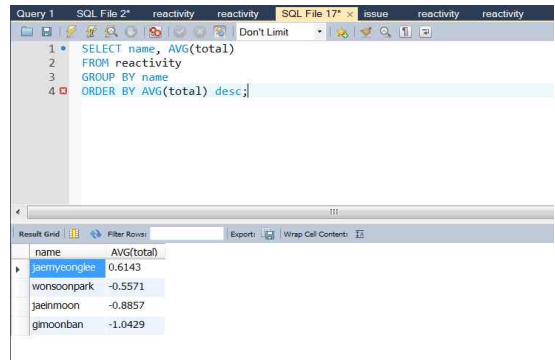 Query 1 SQL File 2* reactivity reactivity SQL File 17* × issue reactivity reactivity
Don't Limit
1 SELECT name, AVG(total)
2 FROM reactivity
3 GROUP BY name
4 ORDER BY AVG(total) desc;
Result Grid Filter Rows: Export: Wrap Cell Content:
name AVG(total)
jaemyeonglee 0.6143
wonsoonpark -0.5571
jaeinmoon -0.8857
gimoonban -1.0429